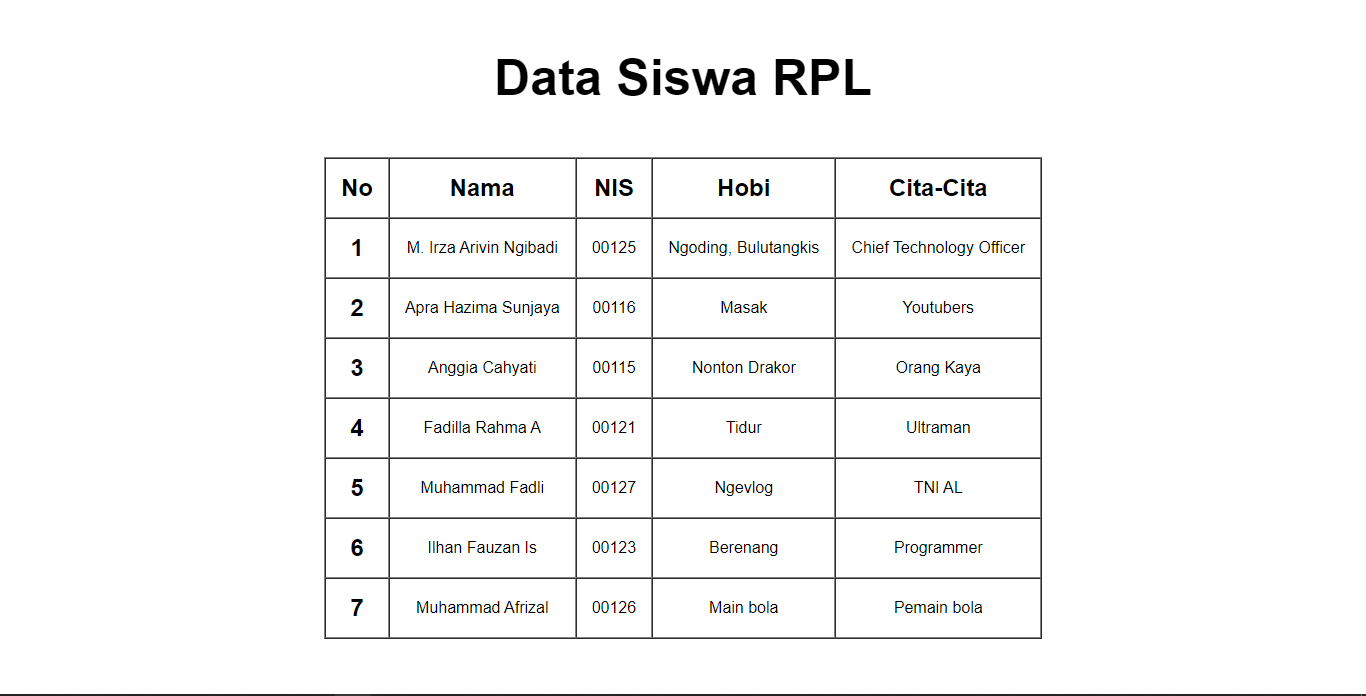 Data Siswa RPL
No Nama NIS Hobi Cita-Cita
1 M. Irza Arivin Ngibadi 00125 Ngoding, Bulutangkis Chief Technology Officer
2 Apra Hazima Sunjaya 00116 Masak Youtubers
3 Anggia Cahyati 00115 Nonton Drakor Orang Kaya
4 Fadilla Rahma A 00121 Tidur Ultraman
5 Muhammad Fadli 00127 Ngevlog TNI AL
6 Ilhan Fauzan Is 00123 Berenang Programmer
7 Muhammad Afrizal 00126 Main bola Pemain bola